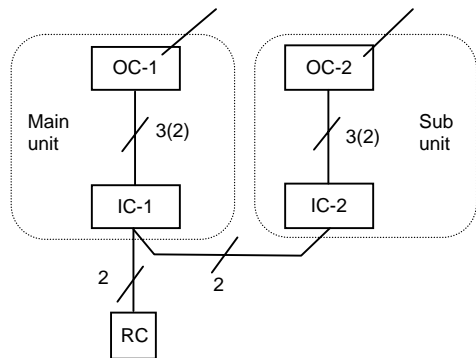 OC-1
OC-2
Main
unit
3(2)
3(2)
Sub
unit
IC-1
IC-2
2
2
RC